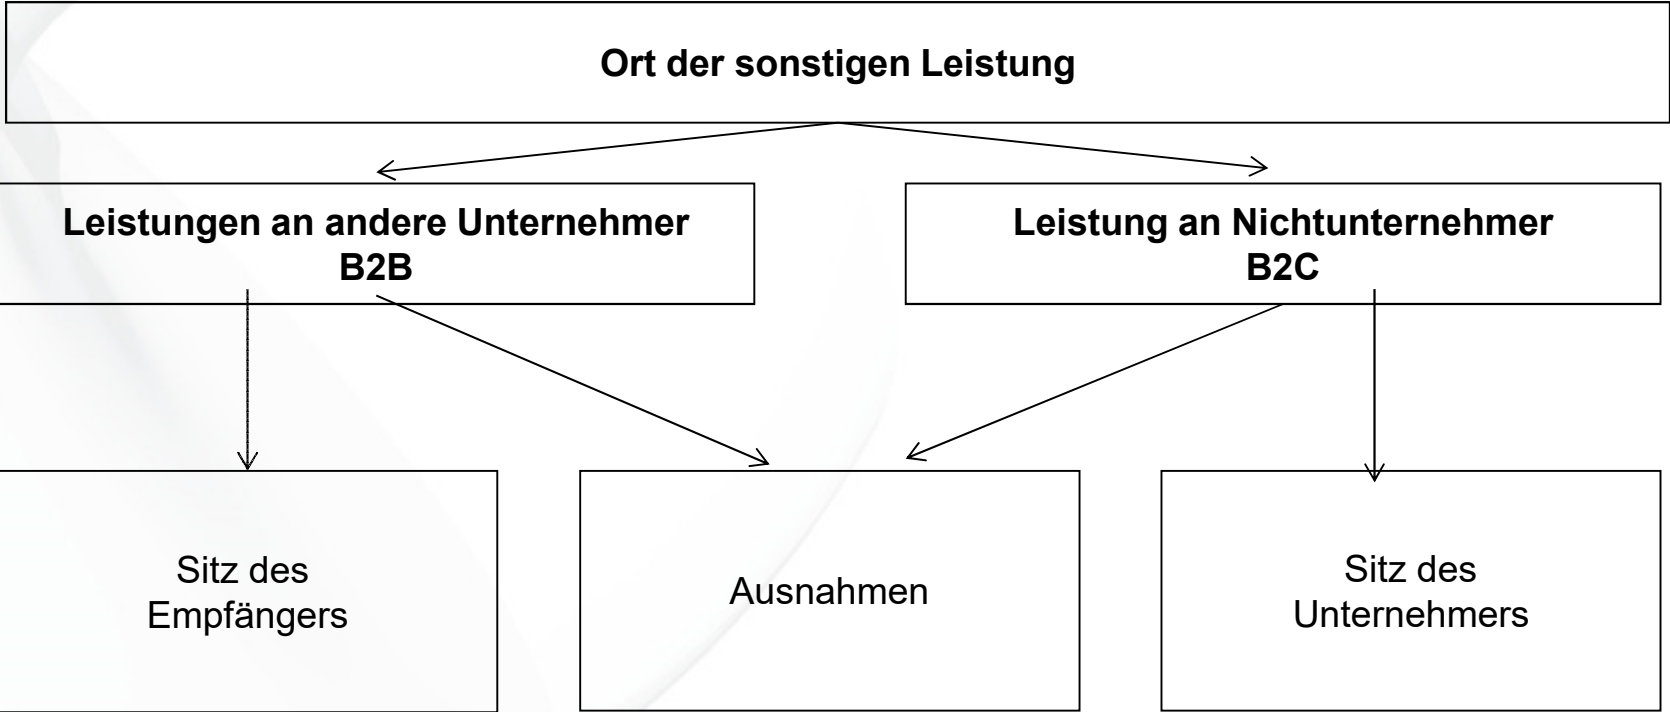 Ort der sonstigen Leistung
Leistungen an andere Unternehmer
B2B
Leistung an Nichtunternehmer
B2C
Sitz des
Empfängers
Ausnahmen
Sitz des
Unternehmers